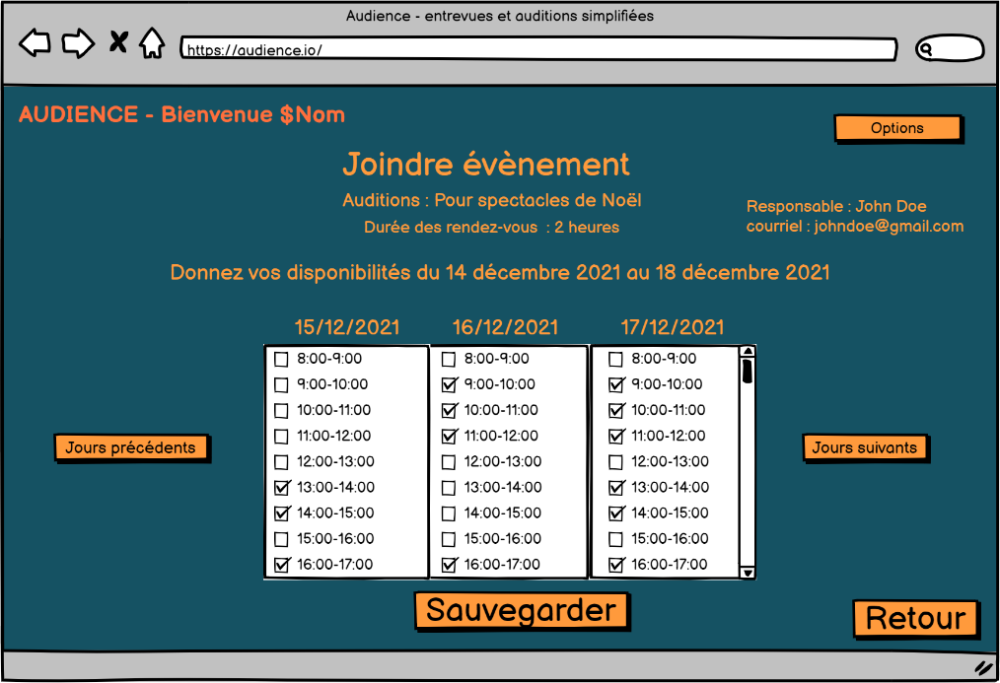 Audience - entrevues et auditions simplifiées
https://audience.io/
AUDIENCE - Bienvenue $Nom
Options
Joindre évènement
Auditions : Pour spectacles de Noël
Durée des rendez-vous : 2 heures
Responsable : John Doe
courriel : johndoe@gmail.com
Donnez vos disponibilités du 14 décembre 2021 au 18 décembre 2021
15/12/2021 16/12/2021 17/12/2021
8:00-9:00 8:00-9:00 8:00-9:00
9:00-10:00 9:00-10:00 9:00-10:00
10:00-11:00 10:00-11:00 10:00-11:00
11:00-12:00 11:00-12:00 11:00-12:00
Jours précédents Jours suivants
12:00-13:00 12:00-13:00 12:00-13:00
13:00-14:00 13:00-14:00 13:00-14:00
14:00-15:00 14:00-15:00 14:00-15:00
15:00-16:00 15:00-16:00 15:00-16:00
16:00-17:00 16:00-17:00 16:00-17:00
Sauvegarder
Retour